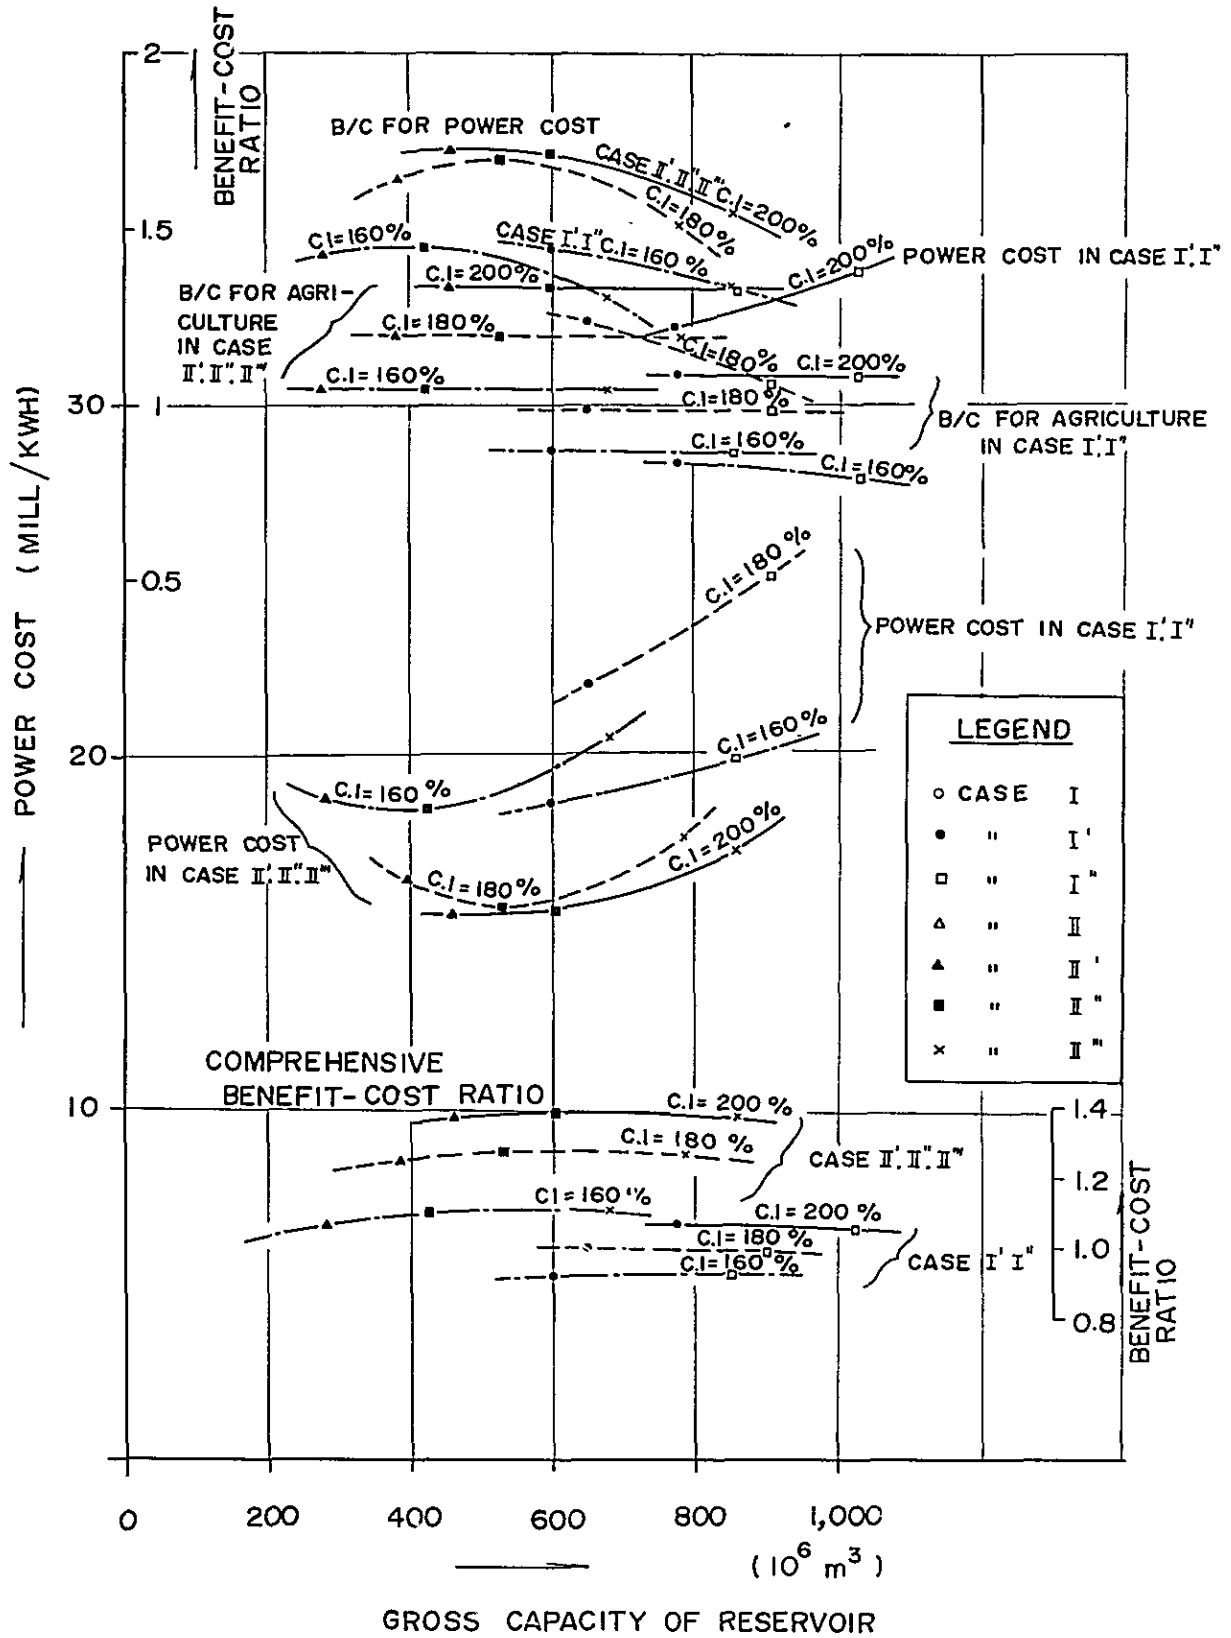 2
BENEFIT-COST
RATIO
B/C FOR POWER COST
CASE II', II'', II''' C.I=200%
C.I=180%
1.5
C I=160%
CASE I', I'' C.I=160%
C.I=200%
C.I=200%
POWER COST IN CASE I', I''
B/C FOR AGRI-
CULTURE
IN CASE
II', II'', II'''
C.I=180%
C.I=180%
C.I=200%
C.I=160%
30
1
C.I=180%
B/C FOR AGRICULTURE
IN CASE I', I''
C.I=160%
C.I=160%
POWER COST (MILL/KWH)
0.5
C.I=180%
POWER COST IN CASE I', I''
20
C.I=160%
C.I=160%
POWER COST
IN CASE II', II'', II'''
C.I=180%
C.I=200%
LEGEND
CASE I
" I'
" I''
" II
" II'
" II''
" II'''
COMPREHENSIVE
BENEFIT-COST RATIO
10
C.I=200%
1.4
C.I=180%
CASE II', II'', II'''
1.2
C I=160%
C.I=200%
C.I=180%
1.0
C.I=160%
CASE I' I''
0.8
BENEFIT-COST
RATIO
0 200 400 600 800 1,000
(10⁶ m³)
GROSS CAPACITY OF RESERVOIR